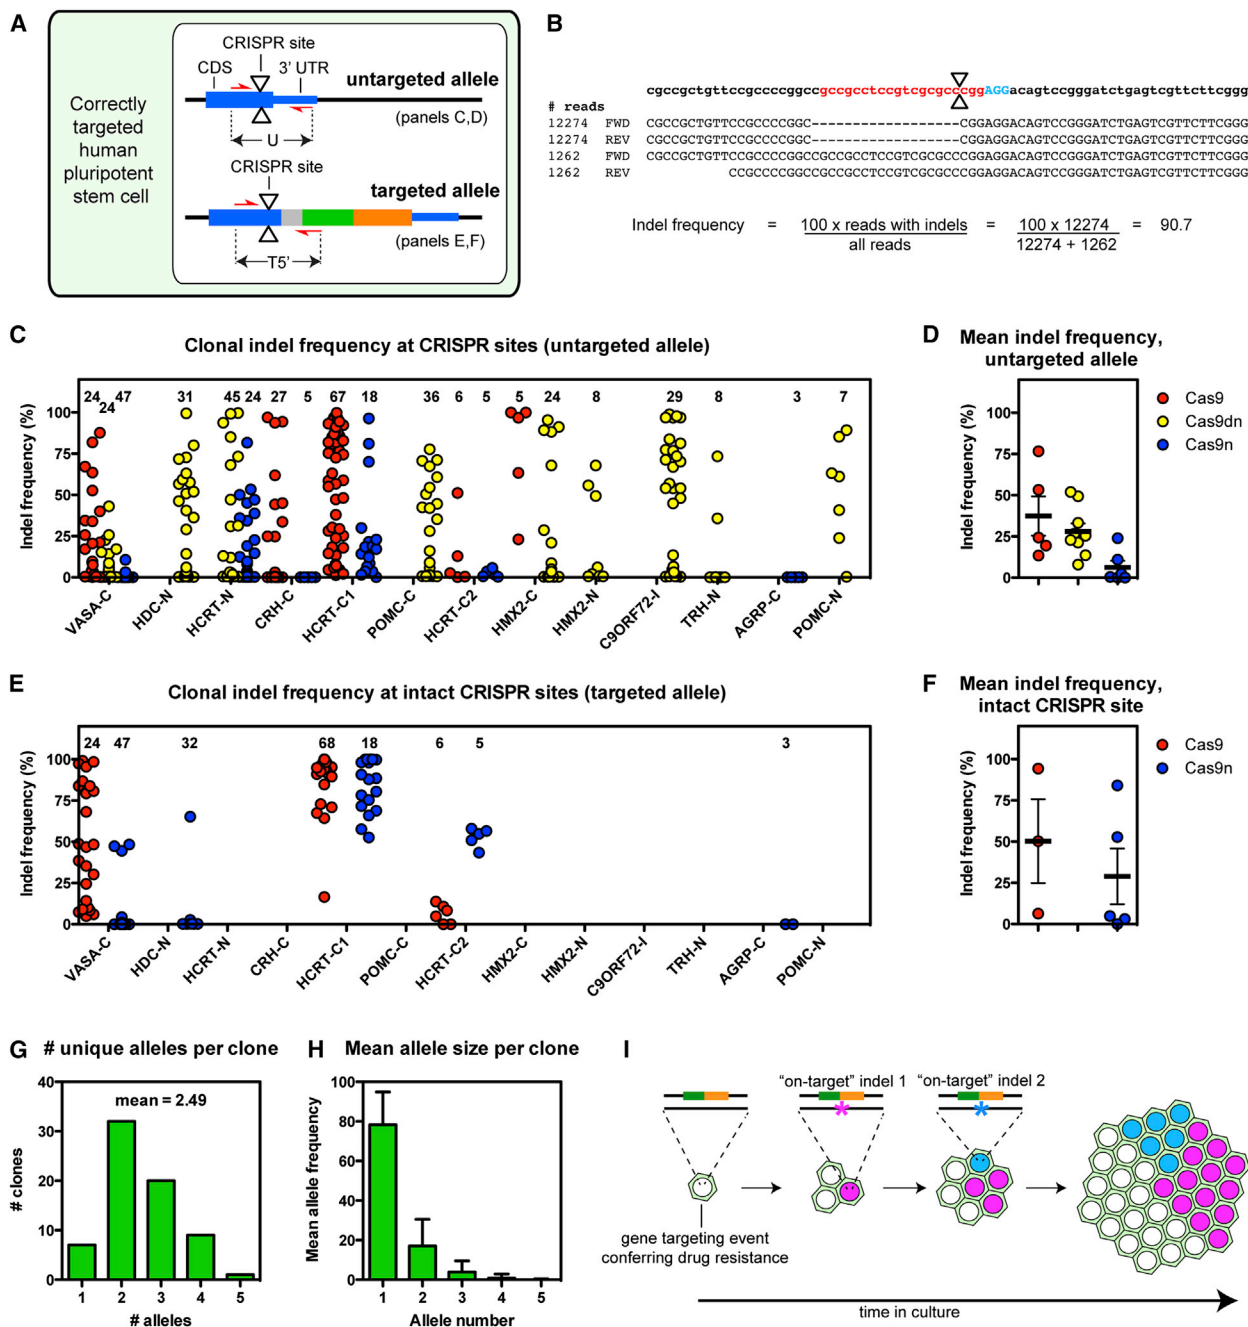 A
Correctly
targeted
human
pluripotent
stem cell
CRISPR site
CDS
3' UTR
untargeted allele
(panels C,D)
U
CRISPR site
targeted allele
(panels E,F)
T5'
B
cgccgctgttccgccccggccgccgcctccgtcgcgcccggAGGacagtccgggatctgagtcgttcttcggg
# reads
12274 FWD CGCCGCTGTTCCGCCCCGGC-------------------CGGAGGACAGTCCGGGATCTGAGTCGTTCTTCGGG
12274 REV CGCCGCTGTTCCGCCCCGGC-------------------CGGAGGACAGTCCGGGATCTGAGTCGTTCTTCGGG
1262 FWD CGCCGCTGTTCCGCCCCGGCCGCCGCCTCCGTCGCGCCCGGAGGACAGTCCGGGATCTGAGTCGTTCTTCGGG
1262 REV CCGCCCCGGCCGCCGCCTCCGTCGCGCCCGGAGGACAGTCCGGGATCTGAGTCGTTCTTCGGG
Indel frequency = 100 x reads with indels = 100 x 12274 = 90.7
all reads 12274 + 1262
C
Clonal indel frequency at CRISPR sites (untargeted allele)
24 24 47 31 45 24 27 5 67 18 36 6 5 5 24 8 29 8 3 7
Indel frequency (%)
100
75
50
25
0
VASA-C HDC-N HCRT-N CRH-C HCRT-C1 POMC-C HCRT-C2 HMX2-C HMX2-N C9ORF72-I TRH-N AGRP-C POMC-N
D
Mean indel frequency,
untargeted allele
Indel frequency (%)
100
75
50
25
0
Cas9
Cas9dn
Cas9n
E
Clonal indel frequency at intact CRISPR sites (targeted allele)
24 47 32 68 18 6 5 3
Indel frequency (%)
100
75
50
25
0
VASA-C HDC-N HCRT-N CRH-C HCRT-C1 POMC-C HCRT-C2 HMX2-C HMX2-N C9ORF72-I TRH-N AGRP-C POMC-N
F
Mean indel frequency,
intact CRISPR site
Indel frequency (%)
100
75
50
25
0
Cas9
Cas9n
G
# unique alleles per clone
mean = 2.49
# clones
40
30
20
10
0
1 2 3 4 5
# alleles
H
Mean allele size per clone
Mean allele frequency
100
80
60
40
20
0
1 2 3 4 5
Allele number
I
"on-target" indel 1
"on-target" indel 2
gene targeting event
conferring drug resistance
time in culture